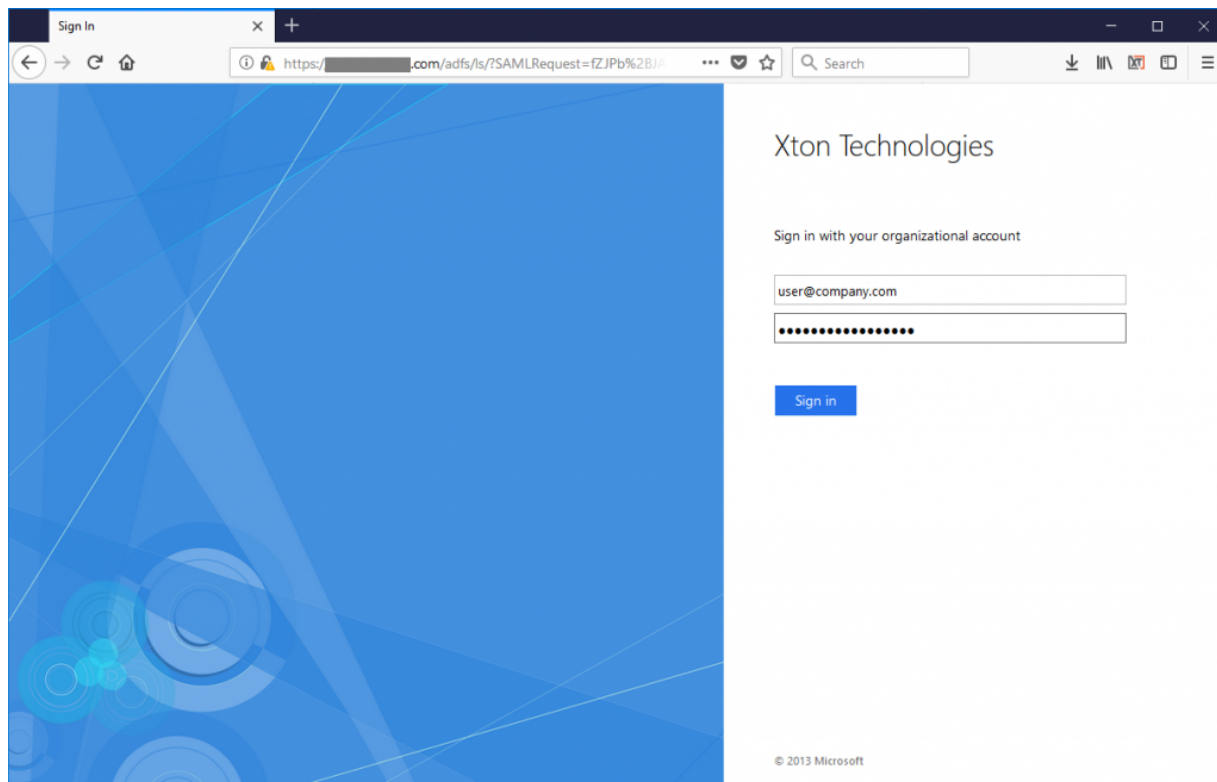 Sign In
https:/ .com/adfs/ls/?SAMLRequest=fZJPb%2BJA
Search
Xton Technologies
Sign in with your organizational account
user@company.com
•••••••••••••••••
Sign in
© 2013 Microsoft